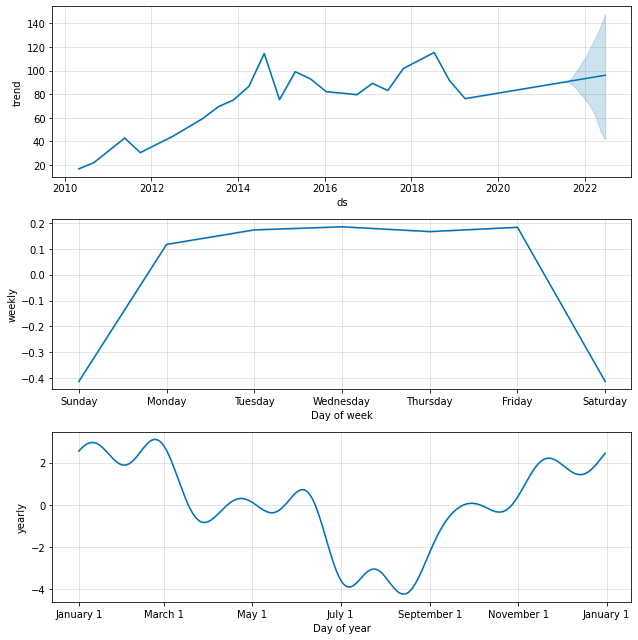 140
120
100
80
60
40
20
trend
2010 2012 2014 2016 2018 2020 2022
ds
0.2
0.1
0.0
−0.1
−0.2
−0.3
−0.4
weekly
Sunday Monday Tuesday Wednesday Thursday Friday Saturday
Day of week
2
0
−2
−4
yearly
January 1 March 1 May 1 July 1 September 1 November 1 January 1
Day of year